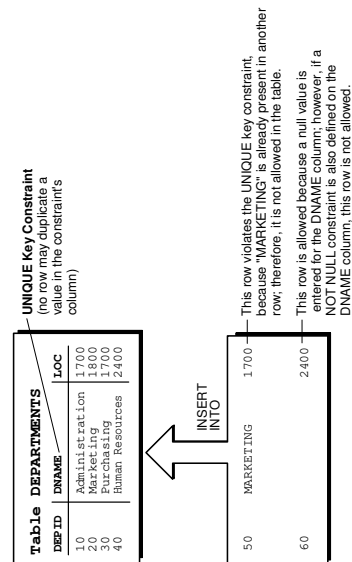 Table DEPARTMENTS
DEPID DNAME LOC
10 Administration 1700
20 Marketing 1800
30 Purchasing 1700
40 Human Resources 2400
UNIQUE Key Constraint
(no row may duplicate a
value in the constraint's
column)
INSERT
INTO
50 MARKETING 1700
60 2400
This row violates the UNIQUE key constraint,
because "MARKETING" is already present in another
row; therefore, it is not allowed in the table.
This row is allowed because a null value is
entered for the DNAME column; however, if a
NOT NULL constraint is also defined on the
DNAME column, this row is not allowed.